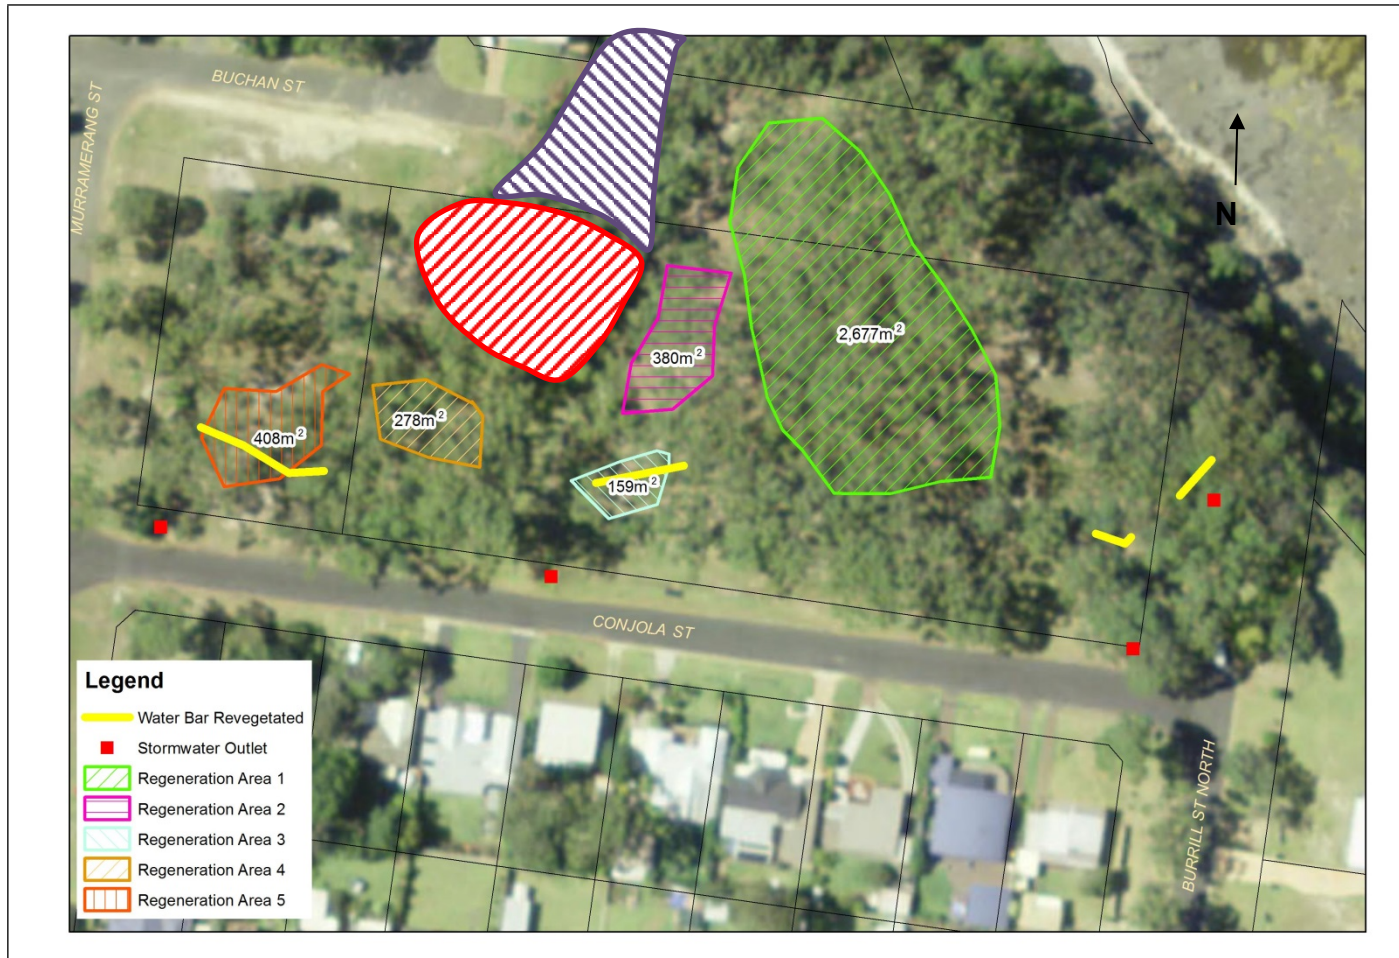 BUCHAN ST
MURRAMERANG ST
N
2,677m²
380m²
278m²
408m²
159m²
CONJOLA ST
BURRILL ST NORTH
Legend
Water Bar Revegetated
Stormwater Outlet
Regeneration Area 1
Regeneration Area 2
Regeneration Area 3
Regeneration Area 4
Regeneration Area 5